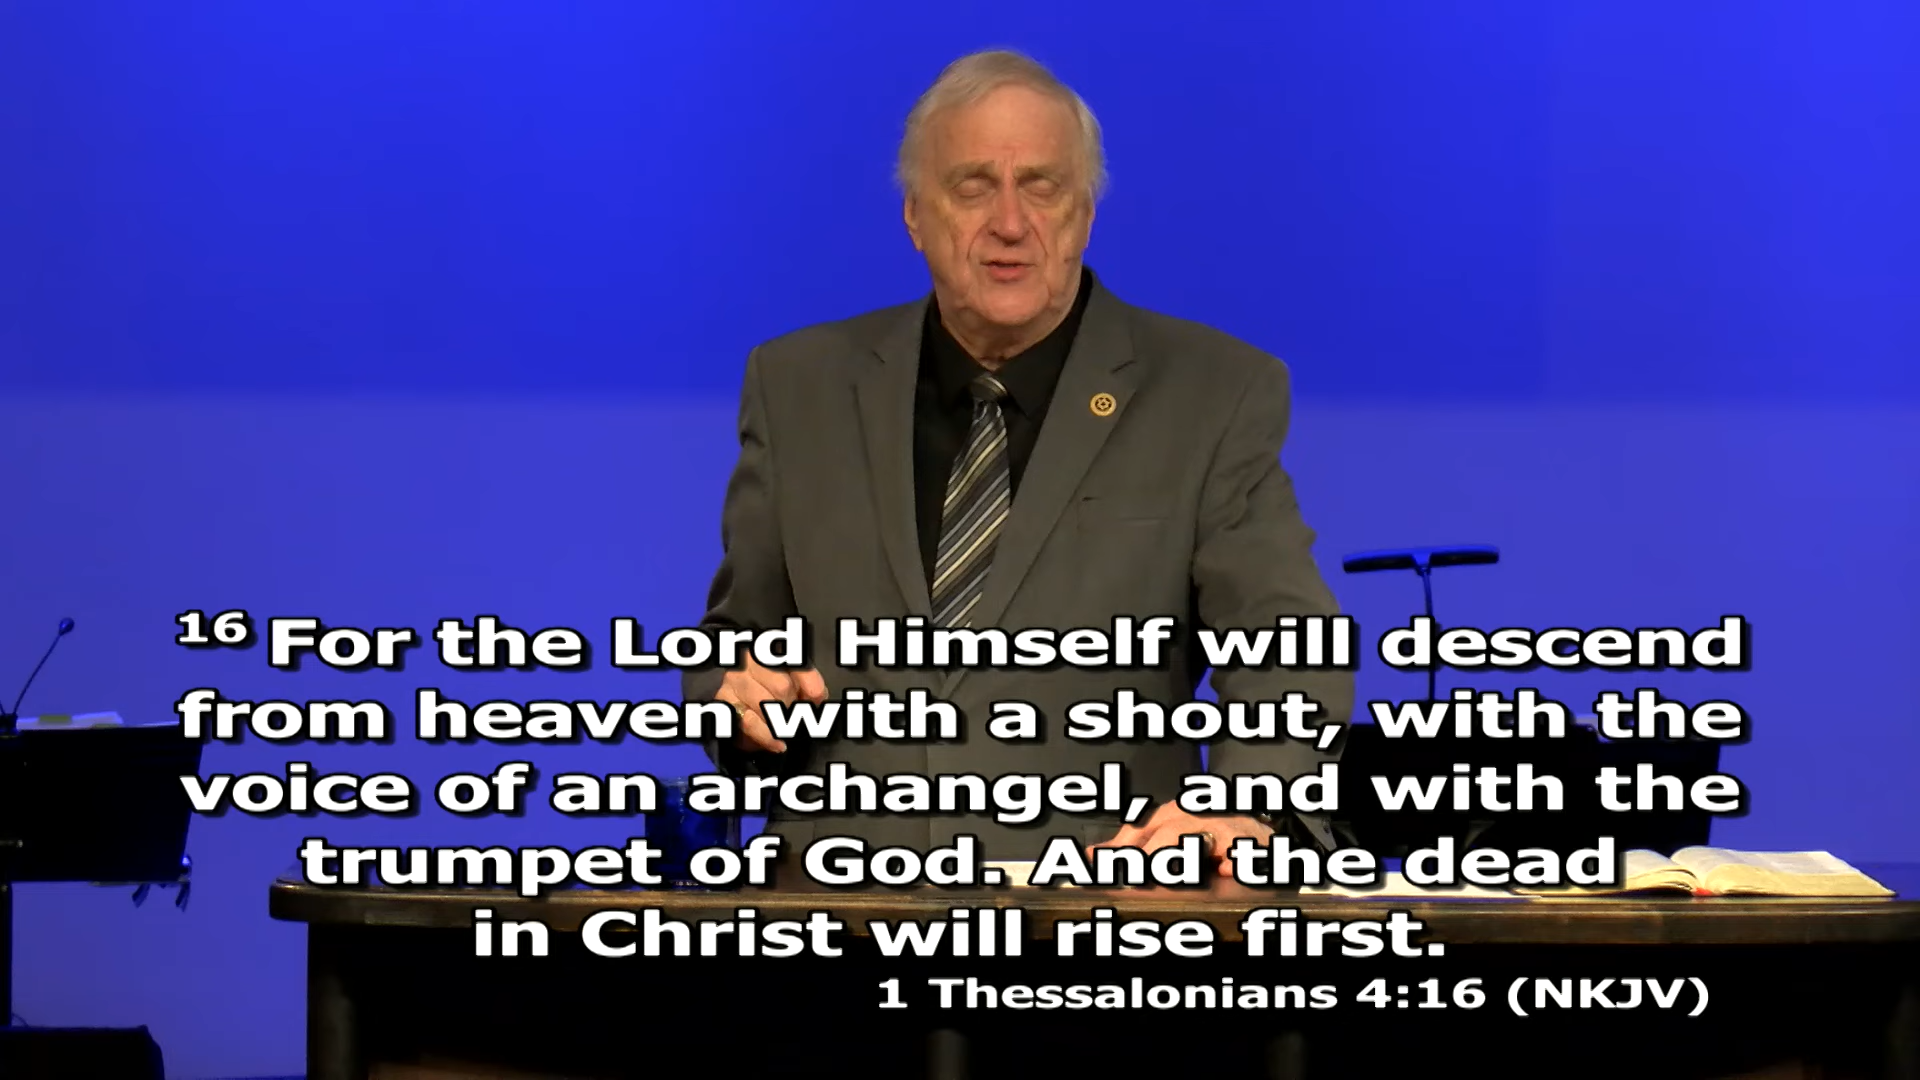 16 For the Lord Himself will descend
from heaven with a shout, with the
voice of an archangel, and with the
trumpet of God. And the dead
in Christ will rise first.
1 Thessalonians 4:16 (NKJV)